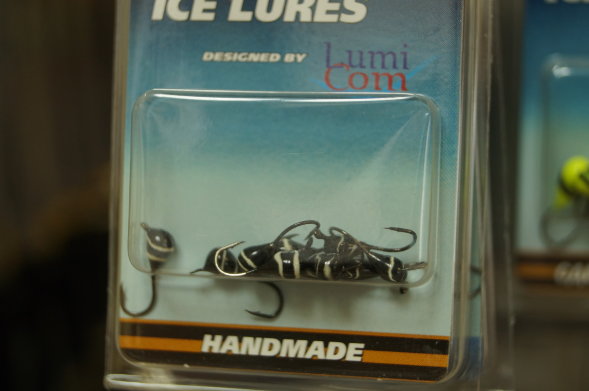 ICE LURES
DESIGNED BY
Lumi
Com
HANDMADE